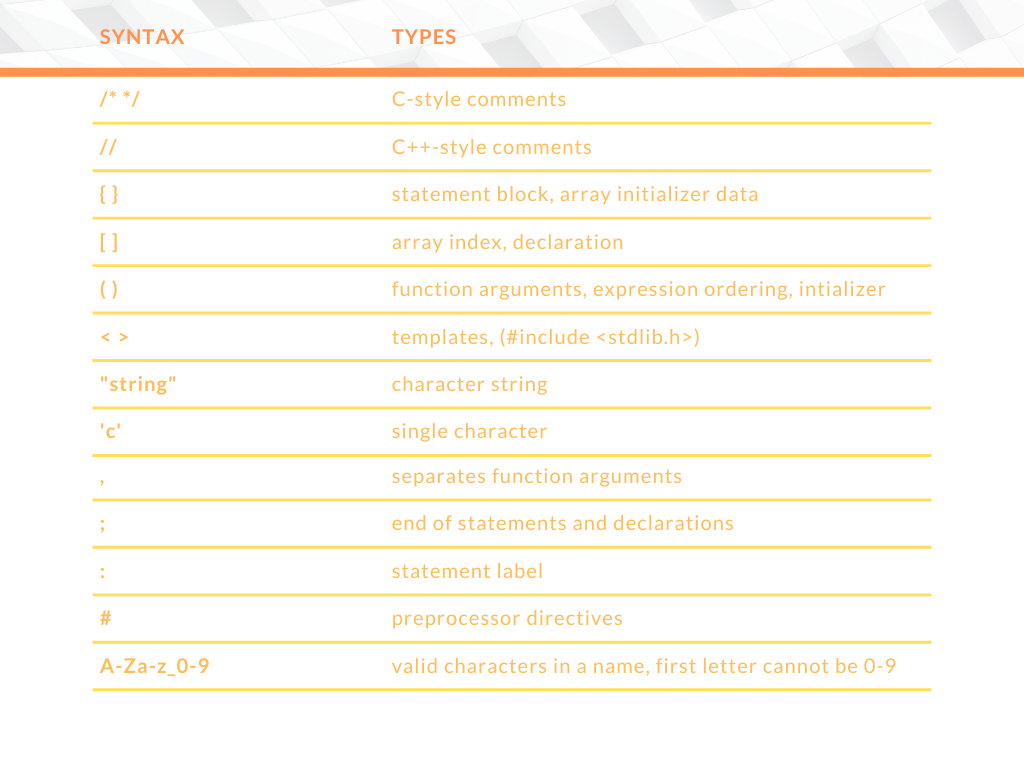 SYNTAX TYPES
/* */ C-style comments
// C++-style comments
{ } statement block, array initializer data
[ ] array index, declaration
( ) function arguments, expression ordering, intializer
< > templates, (#include <stdlib.h>)
"string" character string
'c' single character
, separates function arguments
; end of statements and declarations
: statement label
# preprocessor directives
A-Za-z_0-9 valid characters in a name, first letter cannot be 0-9